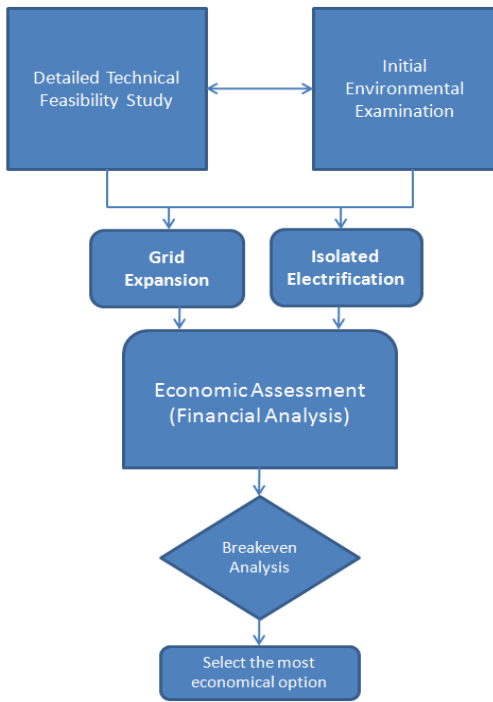 Detailed Technical
Feasibility Study
Initial
Environmental
Examination
Grid
Expansion
Isolated
Electrification
Economic Assessment
(Financial Analysis)
Breakeven
Analysis
Select the most
economical option